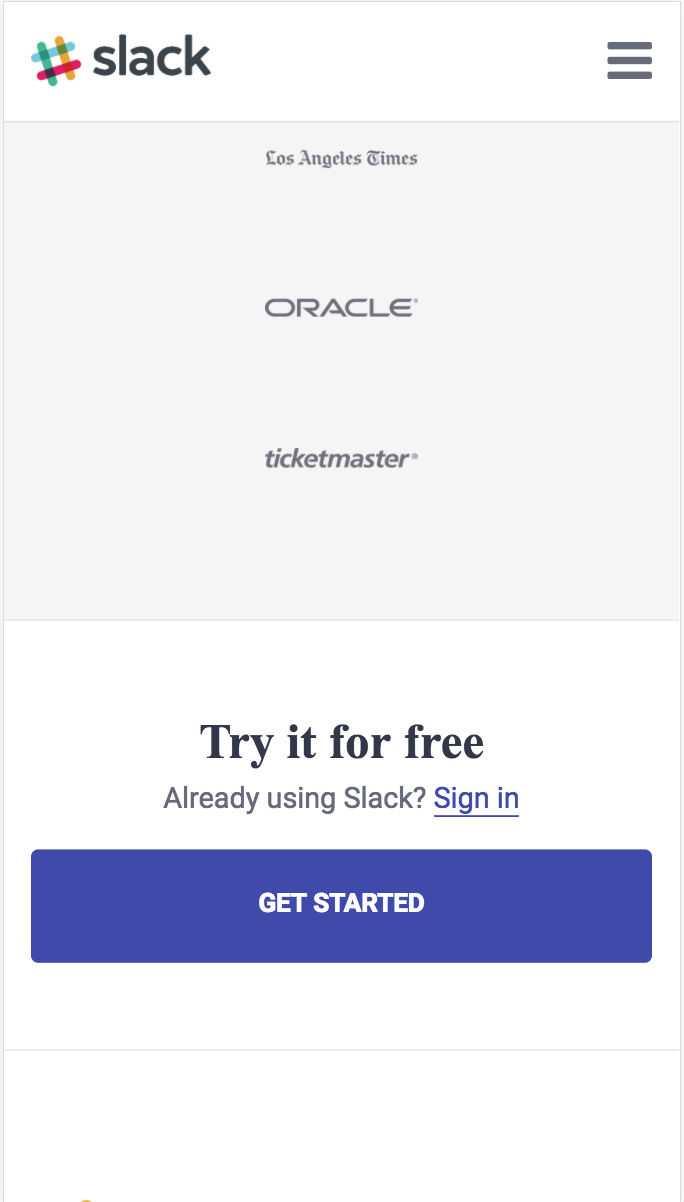 slack
Los Angeles Times
ORACLE®
ticketmaster®
Try it for free
Already using Slack? Sign in
GET STARTED